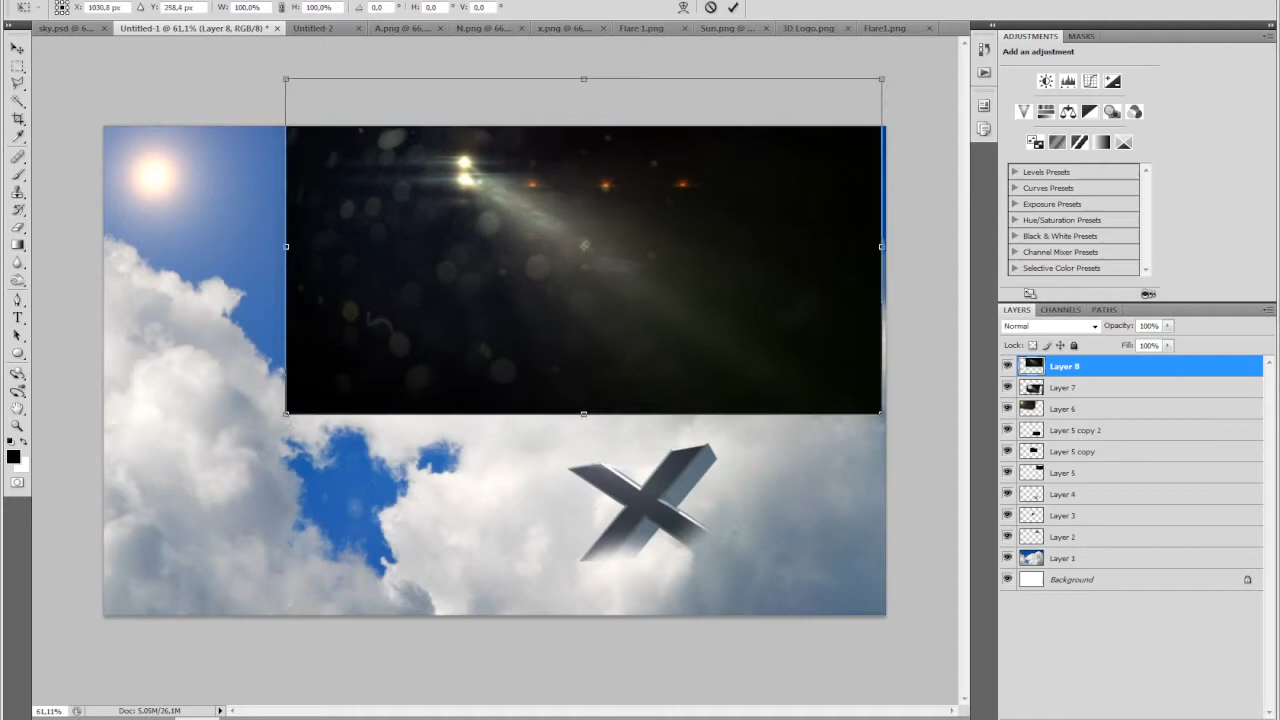 X: 1030,8 px Y: 258,4 px W: 100,0% H: 100,0% 0,0 ° H: 0,0 ° V: 0,0 °
sky.psd @ 6... × Untitled-1 @ 61,1% (Layer 8, RGB/8) * × Untitled-2 × A.png @ 66,... × N.png @ 66,... × x.png @ 66,... × Flare 1.png × Sun.png @ ... × 3D Logo.png × Flare1.png ×
ADJUSTMENTS MASKS
Add an adjustment
Levels Presets
Curves Presets
Exposure Presets
Hue/Saturation Presets
Black & White Presets
Channel Mixer Presets
Selective Color Presets
LAYERS CHANNELS PATHS
Normal Opacity: 100%
Lock: Fill: 100%
Layer 8
Layer 7
Layer 6
Layer 5 copy 2
Layer 5 copy
Layer 5
Layer 4
Layer 3
Layer 2
Layer 1
Background
X
61,11% Doc: 5,05M/26,1M